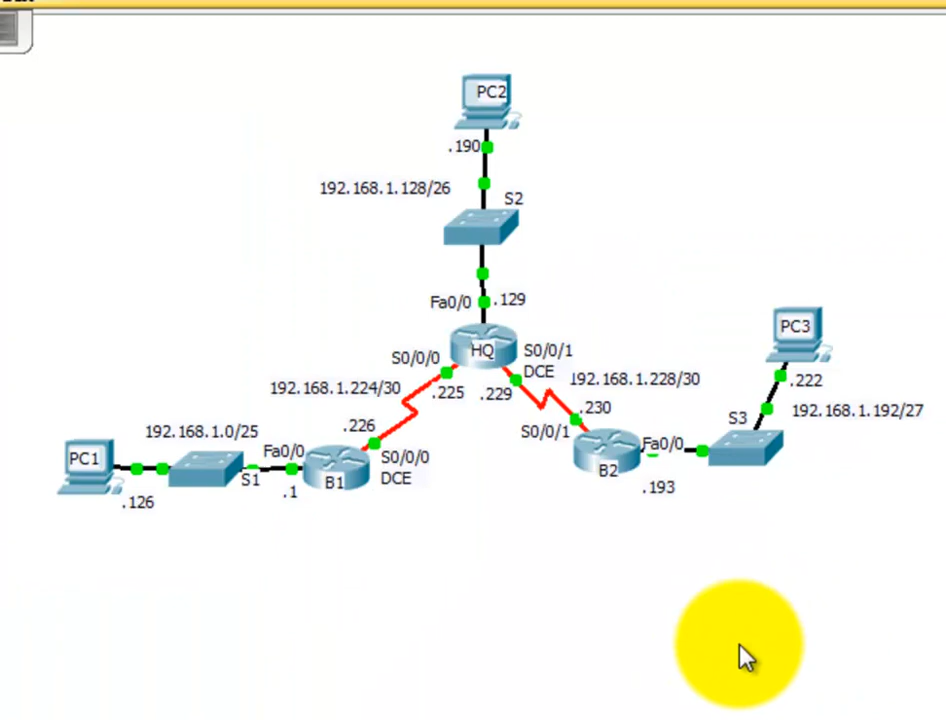 PC2
.190
192.168.1.128/26
S2
Fa0/0
.129
HQ
S0/0/0
S0/0/1
DCE
192.168.1.224/30
.225
.229
192.168.1.228/30
.226
.230
S0/0/1
PC3
.222
192.168.1.192/27
S3
Fa0/0
B2
.193
192.168.1.0/25
Fa0/0
S0/0/0
DCE
PC1
S1
B1
.1
.126